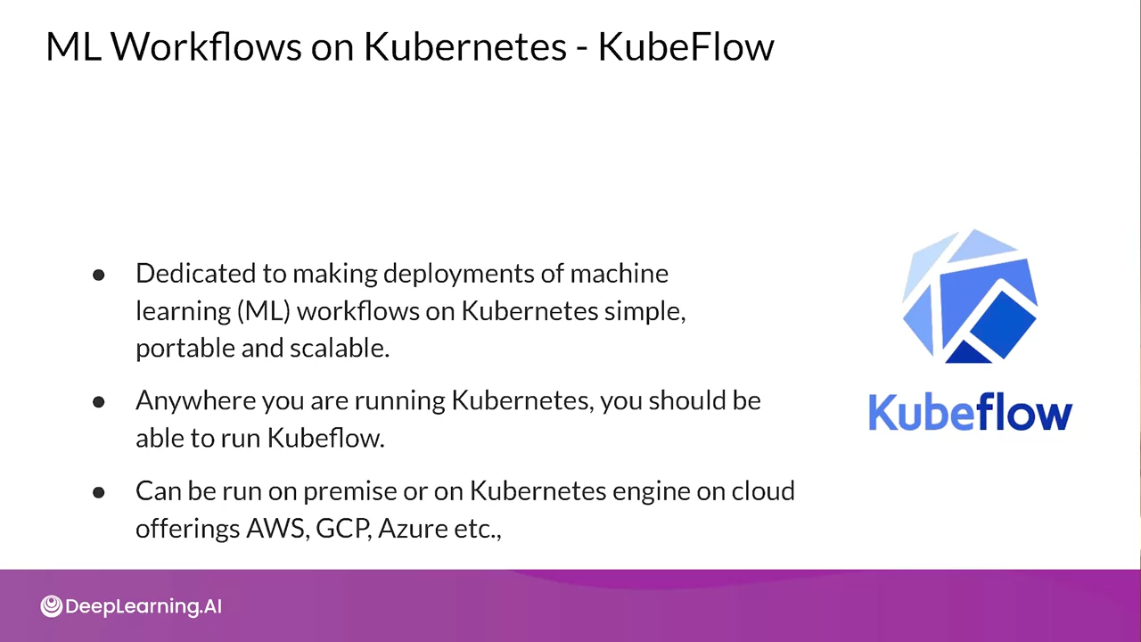 ML Workflows on Kubernetes - KubeFlow
● Dedicated to making deployments of machine
learning (ML) workflows on Kubernetes simple,
portable and scalable.
● Anywhere you are running Kubernetes, you should be
able to run Kubeflow.
● Can be run on premise or on Kubernetes engine on cloud
offerings AWS, GCP, Azure etc.,
Kubeflow
DeepLearning.AI